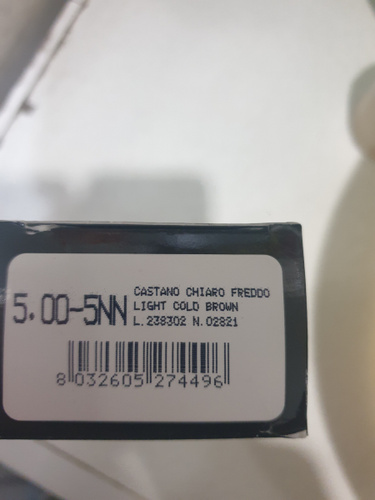 5.00-5NN
CASTANO CHIARO FREDDO
LIGHT COLD BROWN
L.238302 N.02821
8 032605 274496